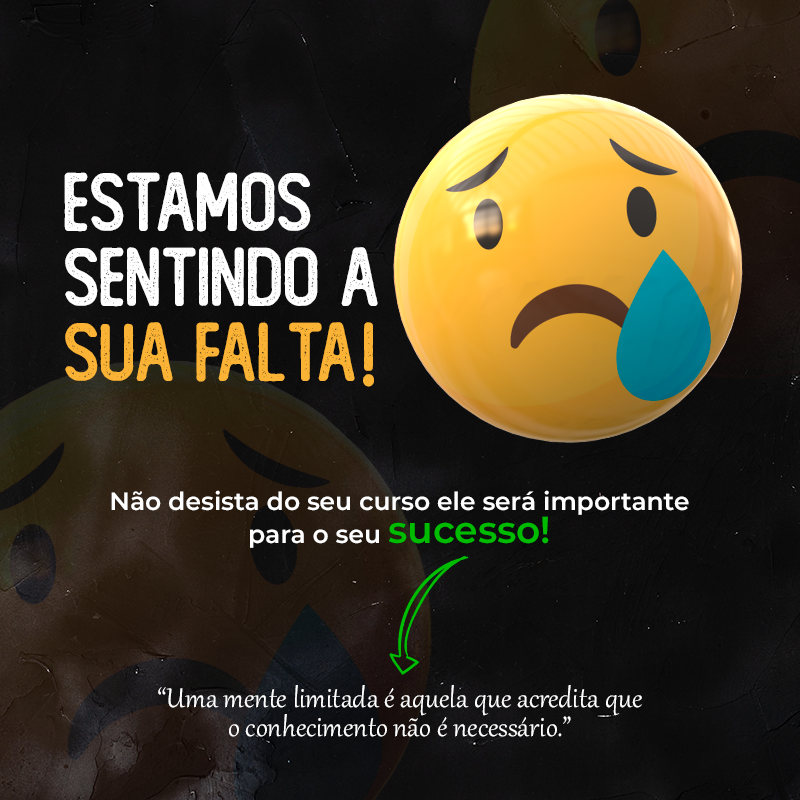 ESTAMOS
SENTINDO A
SUA FALTA!
Não desista do seu curso ele será importante
para o seu sucesso!
“Uma mente limitada é aquela que acredita que
o conhecimento não é necessário.”